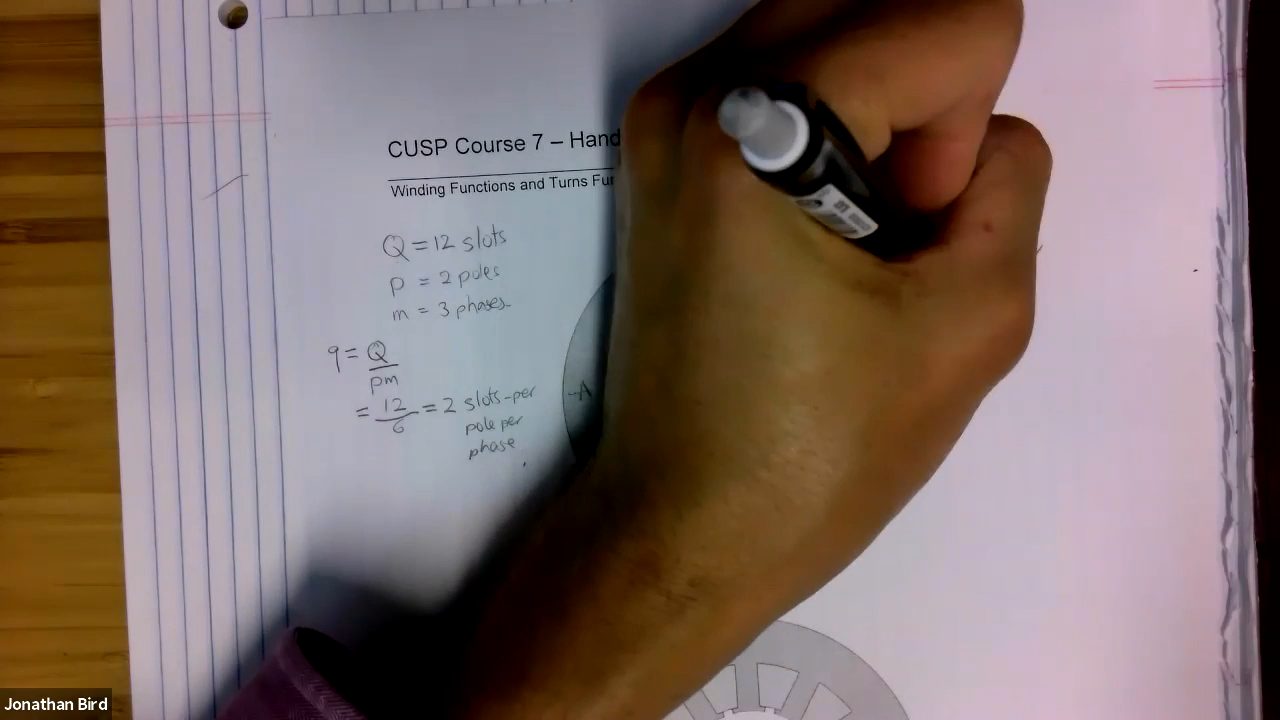 CUSP Course 7 – Hand
Winding Functions and Turns Fu
Q = 12 slots
p = 2 poles
m = 3 phases.
q = Q
pm
= 12 = 2 slots-per
6
pole per
phase
-A
Jonathan Bird